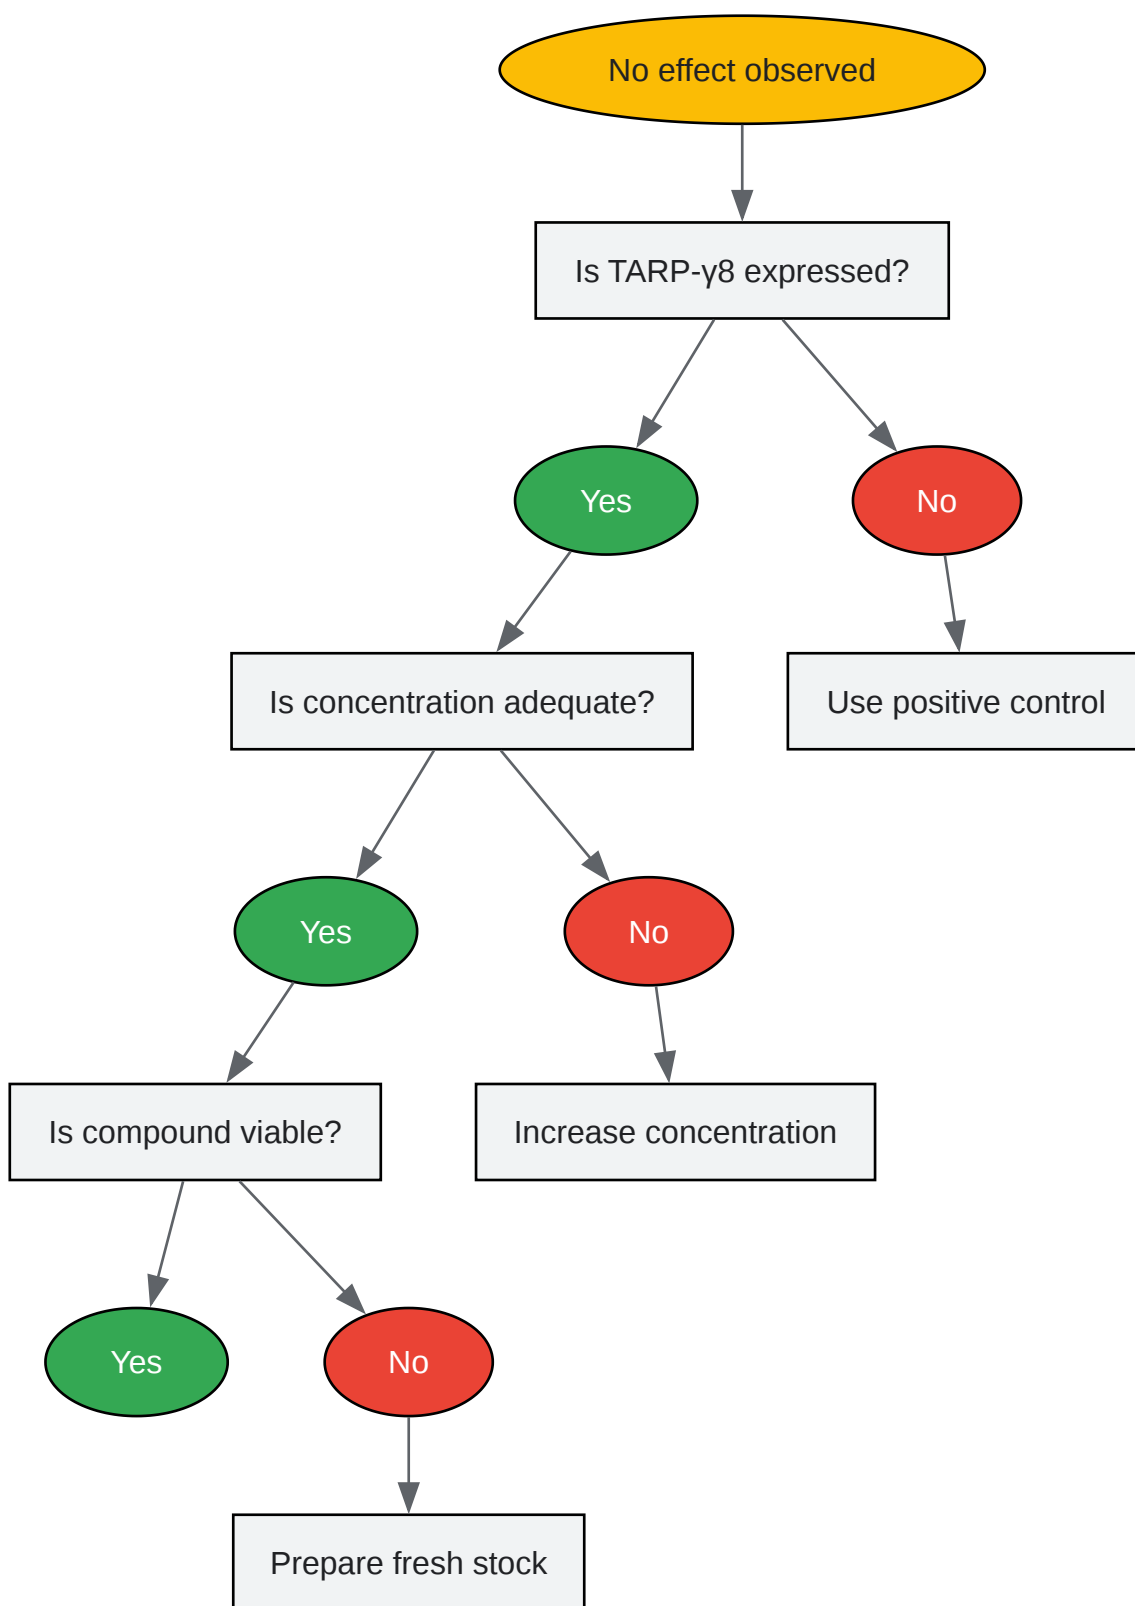 No effect observed
Is TARP-γ8 expressed?
Yes
No
Is concentration adequate?
Use positive control
Yes
No
Is compound viable?
Increase concentration
Yes
No
Prepare fresh stock